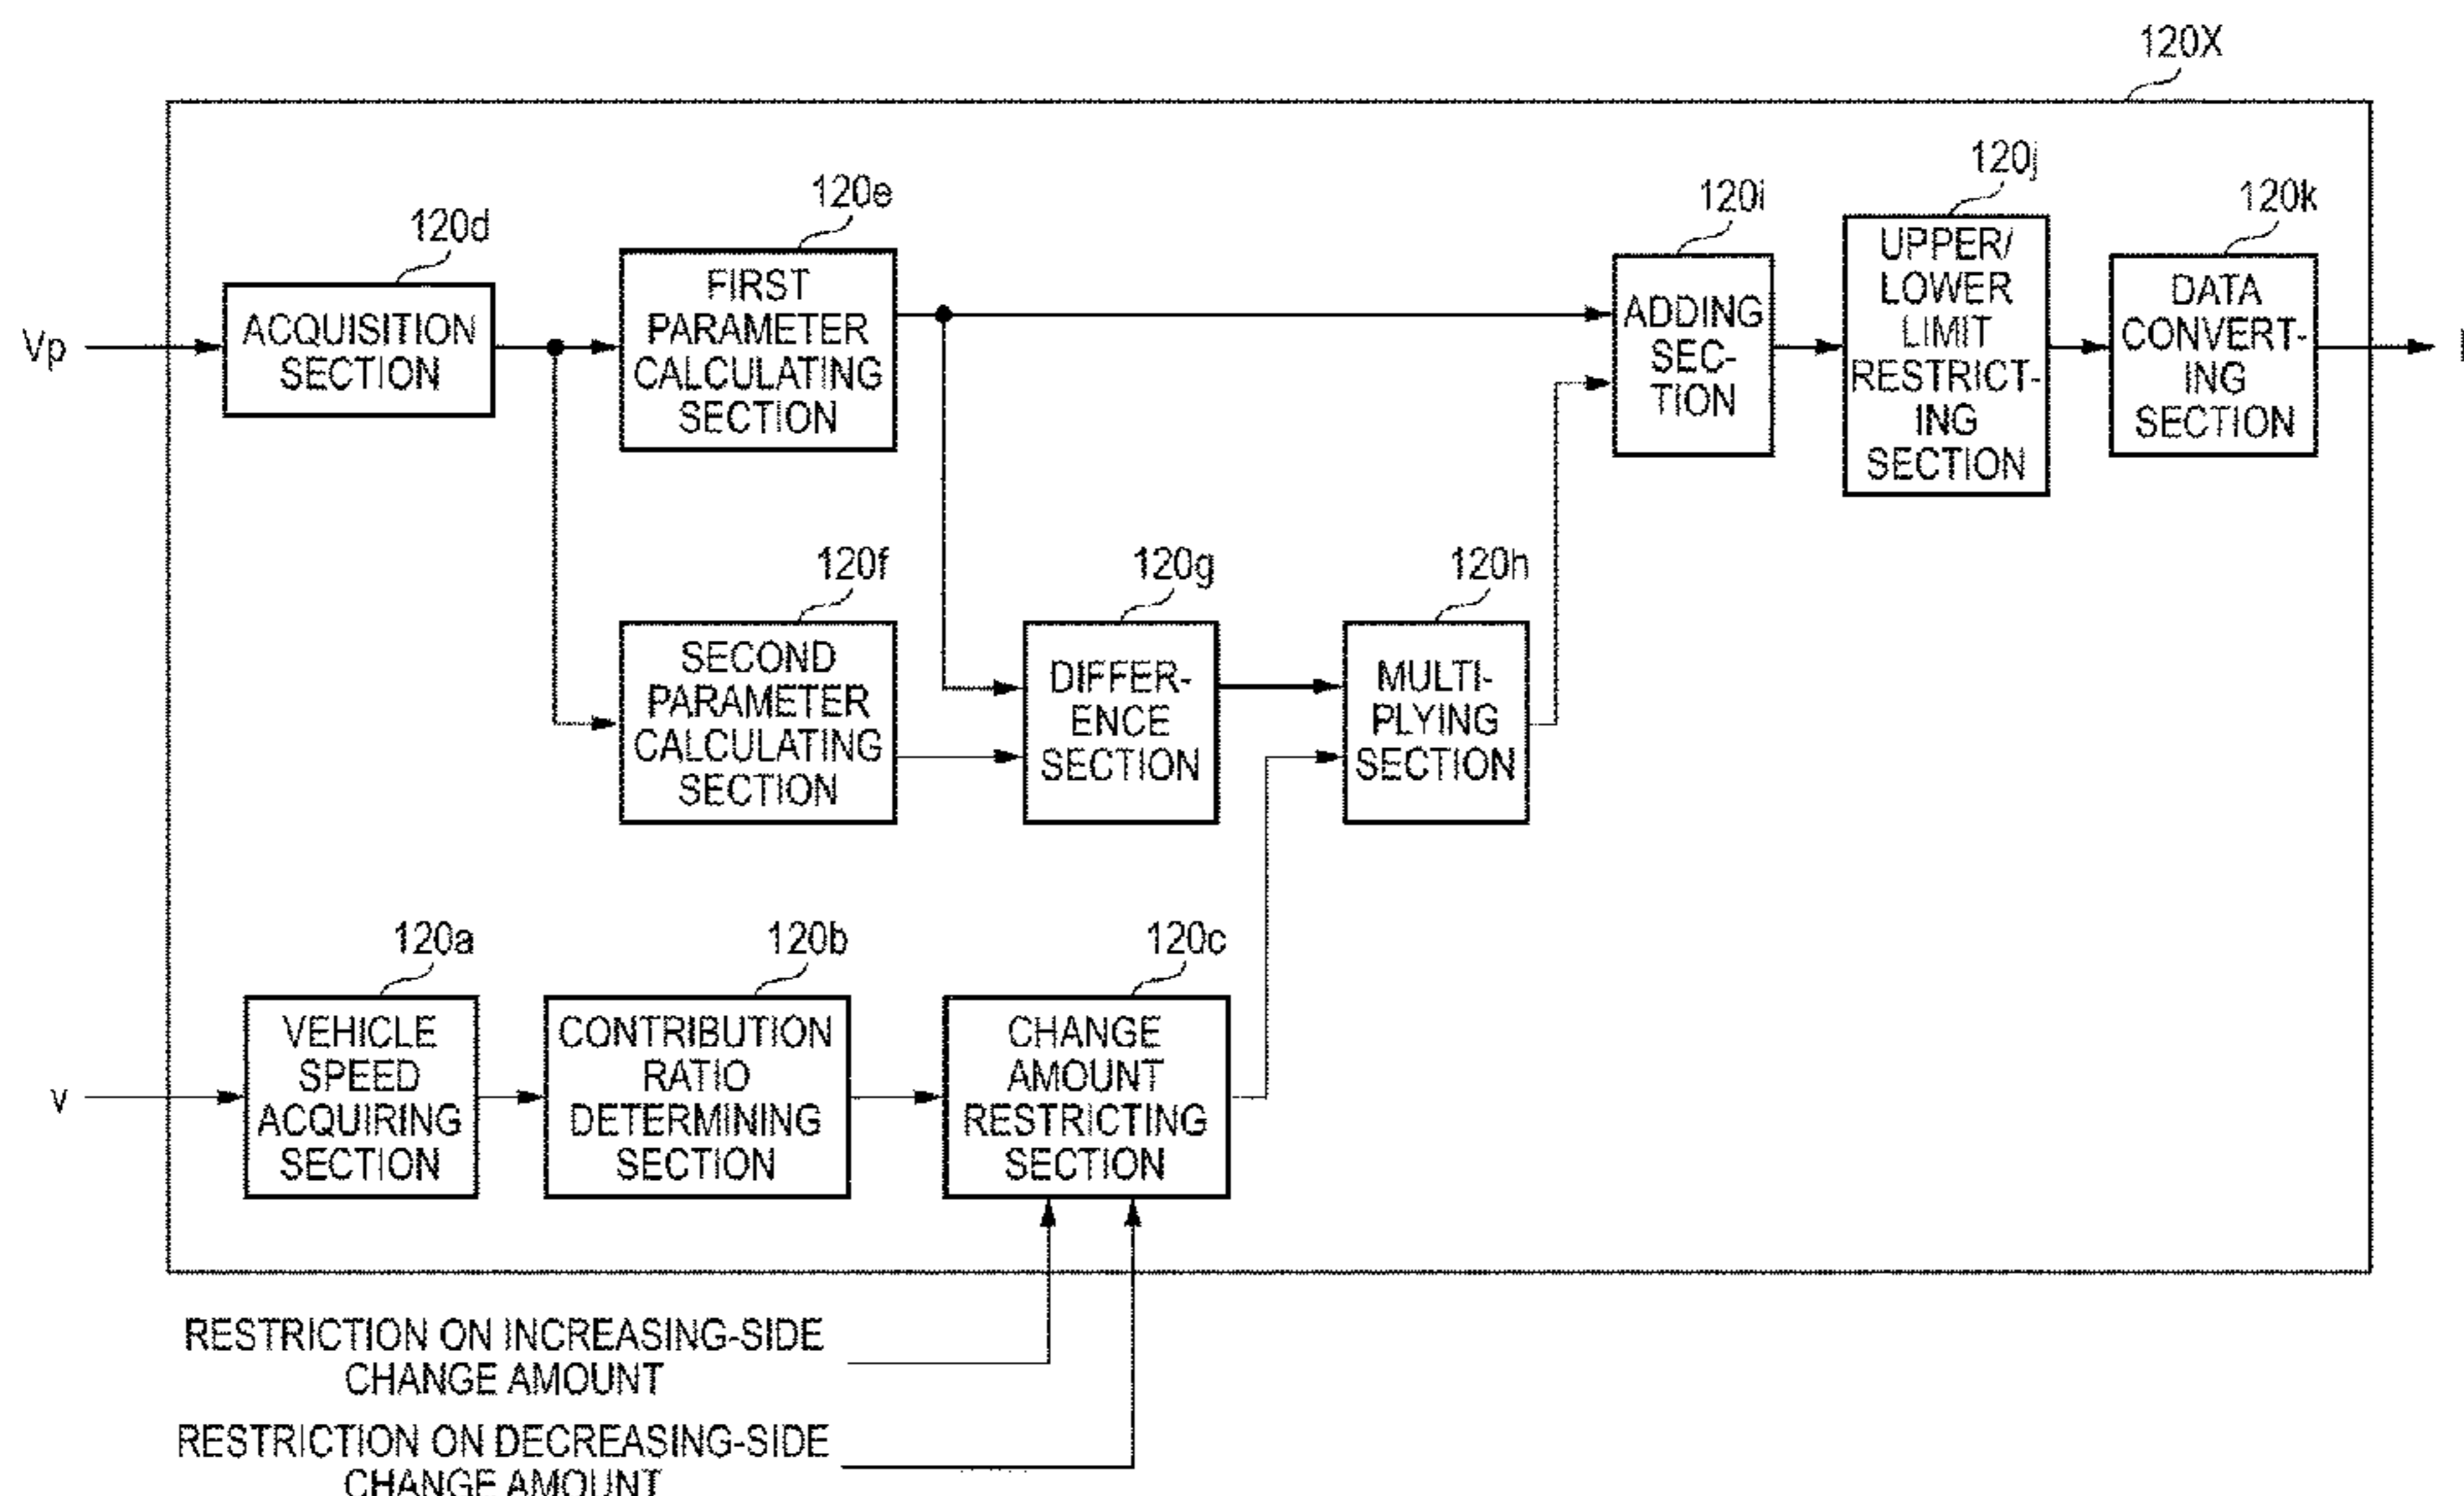 120X
120d
120e
120i
120j
120k
Vp
ACQUISITION
SECTION
FIRST
PARAMETER
CALCULATING
SECTION
ADDING
SEC-
TION
UPPER/
LOWER
LIMIT
RESTRICT-
ING
SECTION
DATA
CONVERT-
ING
SECTION
120f
120g
120h
SECOND
PARAMETER
CALCULATING
SECTION
DIFFER-
ENCE
SECTION
MULTI-
PLYING
SECTION
120a
120b
120c
v
VEHICLE
SPEED
ACQUIRING
SECTION
CONTRIBUTION
RATIO
DETERMINING
SECTION
CHANGE
AMOUNT
RESTRICTING
SECTION
RESTRICTION ON INCREASING-SIDE
CHANGE AMOUNT
RESTRICTION ON DECREASING-SIDE
CHANGE AMOUNT